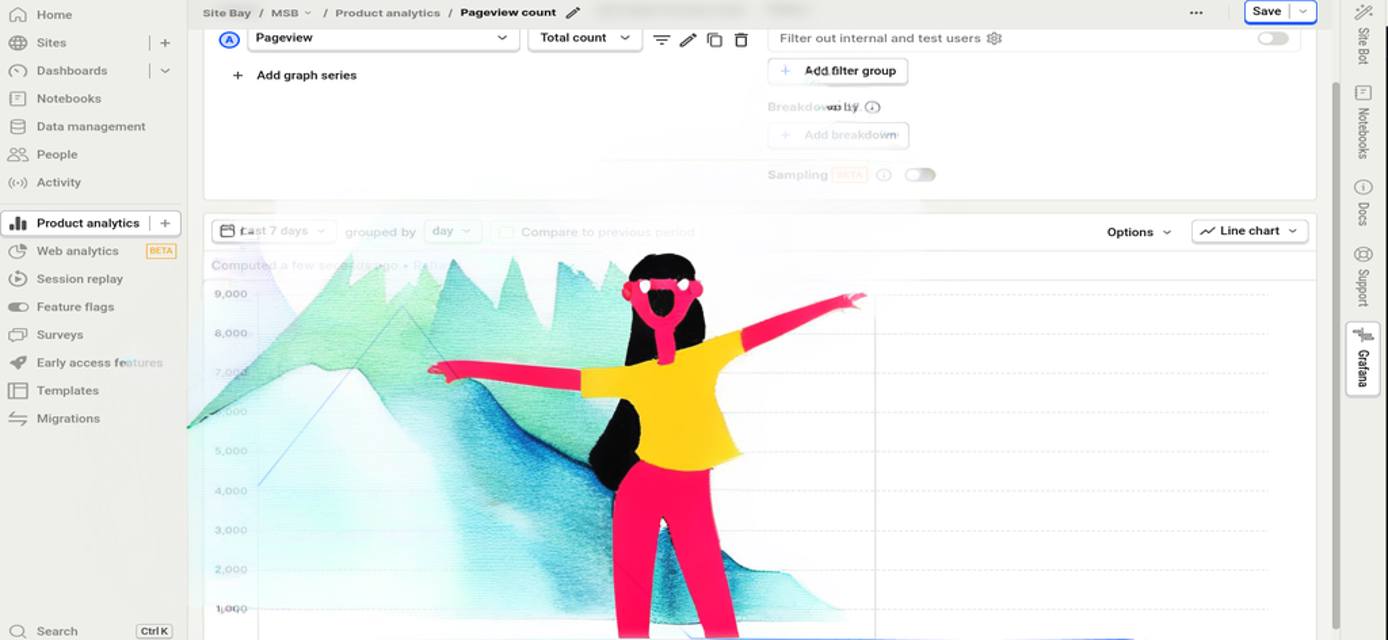 Home
Sites
Dashboards
Notebooks
Data management
People
Activity
Product analytics
Web analytics BETA
Session replay
Feature flags
Surveys
Early access features
Templates
Migrations
Search Ctrl K
Site Bay / MSB / Product analytics / Pageview count
Save
A Pageview Total count
Add graph series
Filter out internal and test users
Add filter group
by
Add breakdown
Sampling BETA
Last 7 days grouped by day Compare to previous period
Options Line chart
Computed a few seconds ago •
9,000
8,000
7,000
6,000
5,000
4,000
3,000
2,000
1,000
Site Bot
Notebooks
Docs
Support
Grafana